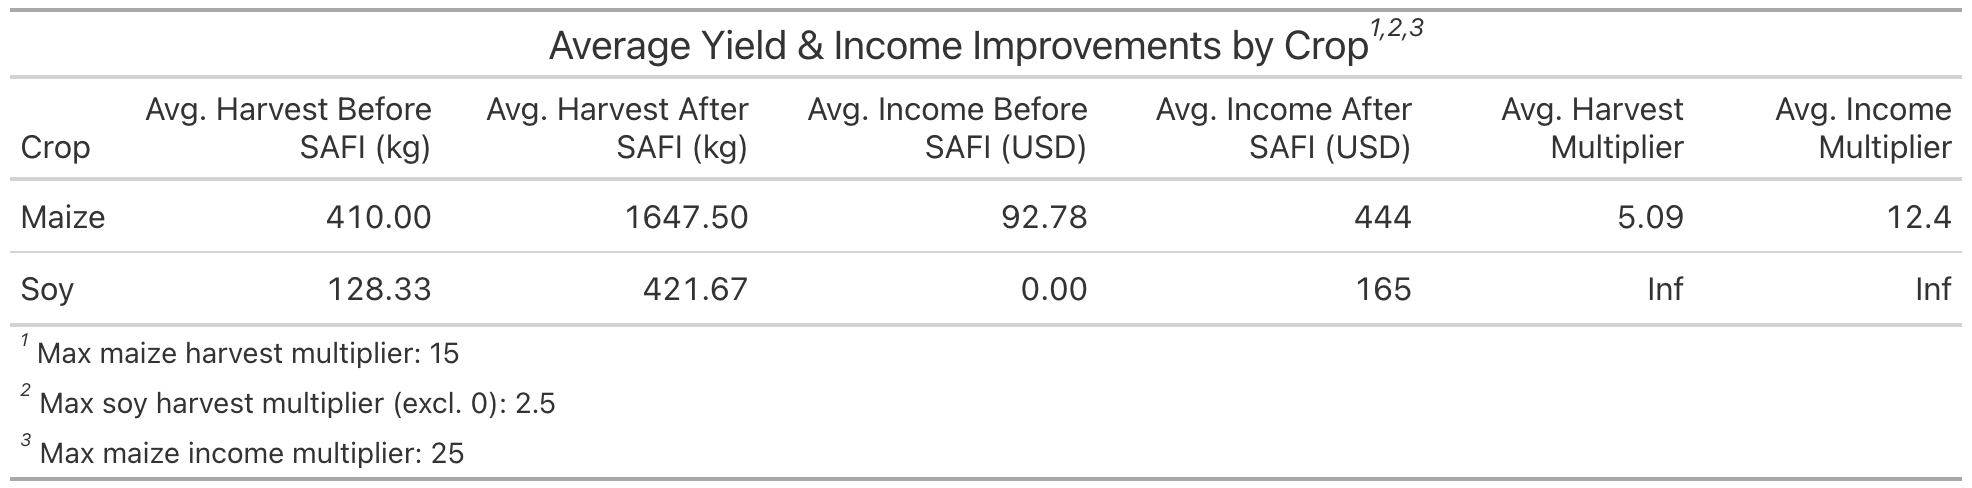 Average Yield & Income Improvements by Crop1,2,3
Crop Avg. Harvest Before SAFI (kg) Avg. Harvest After SAFI (kg) Avg. Income Before SAFI (USD) Avg. Income After SAFI (USD) Avg. Harvest Multiplier Avg. Income Multiplier
Maize 410.00 1647.50 92.78 444 5.09 12.4
Soy 128.33 421.67 0.00 165 Inf Inf
1 Max maize harvest multiplier: 15
2 Max soy harvest multiplier (excl. 0): 2.5
3 Max maize income multiplier: 25